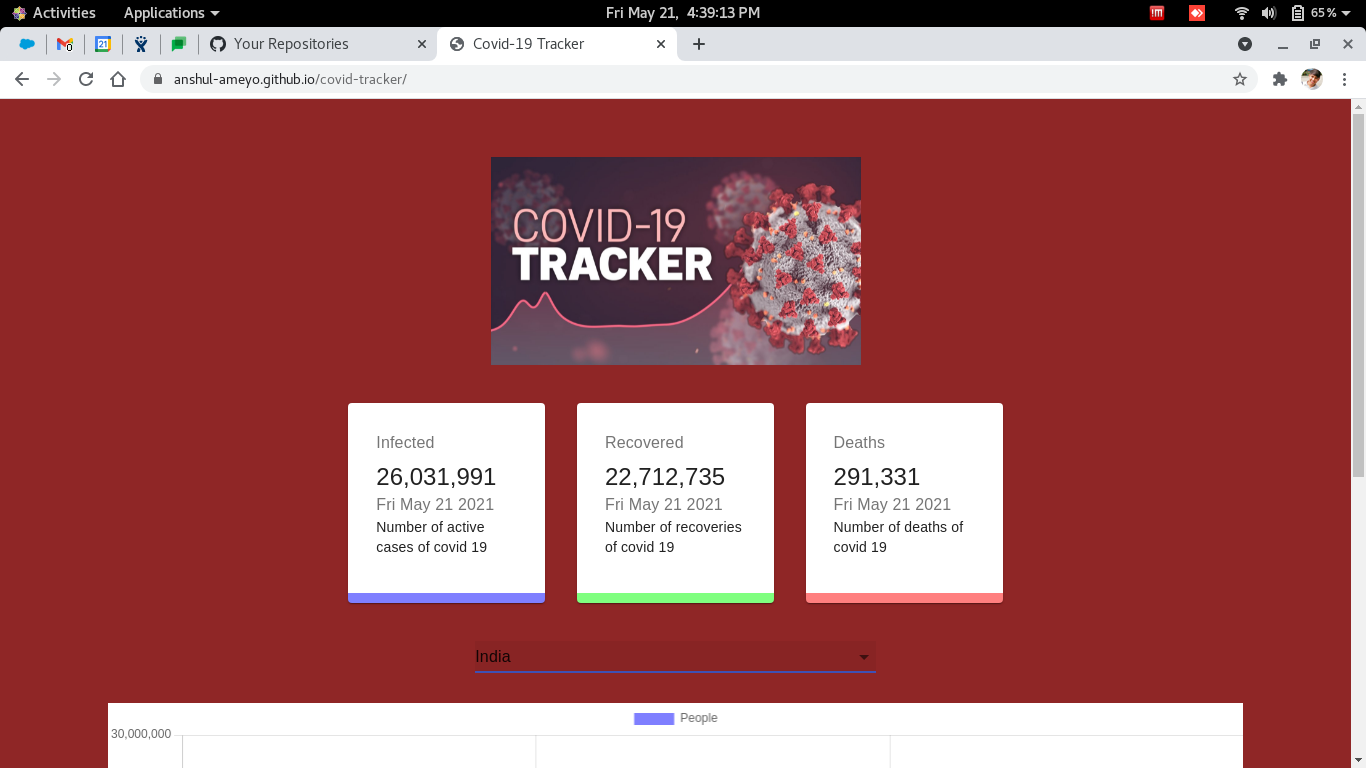 Activities
Applications
Fri May 21, 4:39:13 PM
65 %
0
21
Your Repositories
Covid-19 Tracker
anshul-ameyo.github.io/covid-tracker/
COVID-19
TRACKER
Infected
26,031,991
Fri May 21 2021
Number of active
cases of covid 19
Recovered
22,712,735
Fri May 21 2021
Number of recoveries
of covid 19
Deaths
291,331
Fri May 21 2021
Number of deaths of
covid 19
India
People
30,000,000